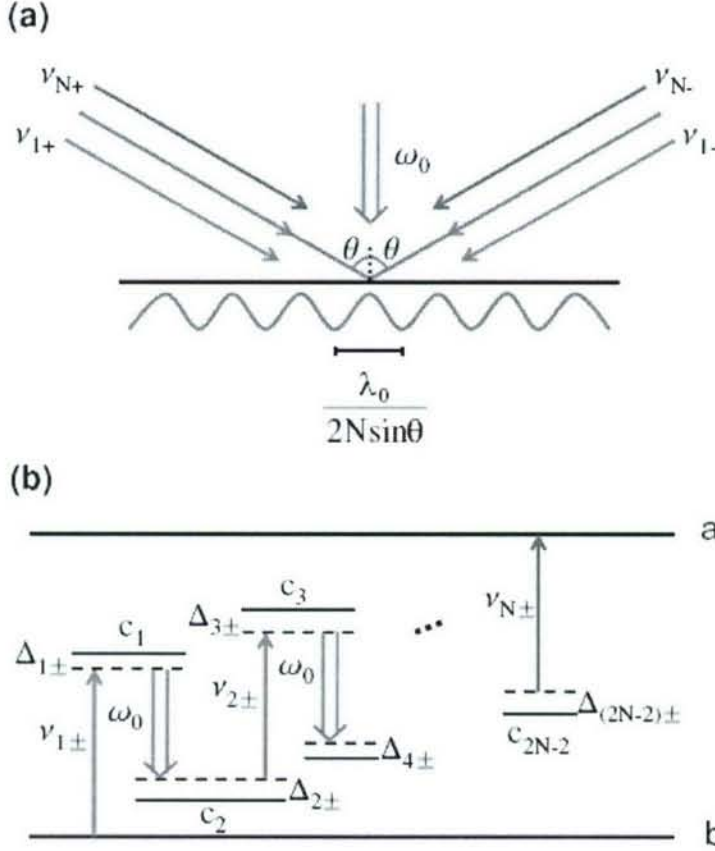 (a)
ν_N+
ν_N-
ν_1+
ν_1-
ω_0
θ θ
λ_0
2Nsinθ
(b)
a
c_3
c_1
Δ_3±
ν_N±
Δ_1±
ω_0
ν_2±
ω_0
Δ_(2N-2)±
ν_1±
c_2N-2
Δ_4±
Δ_2±
c_2
b